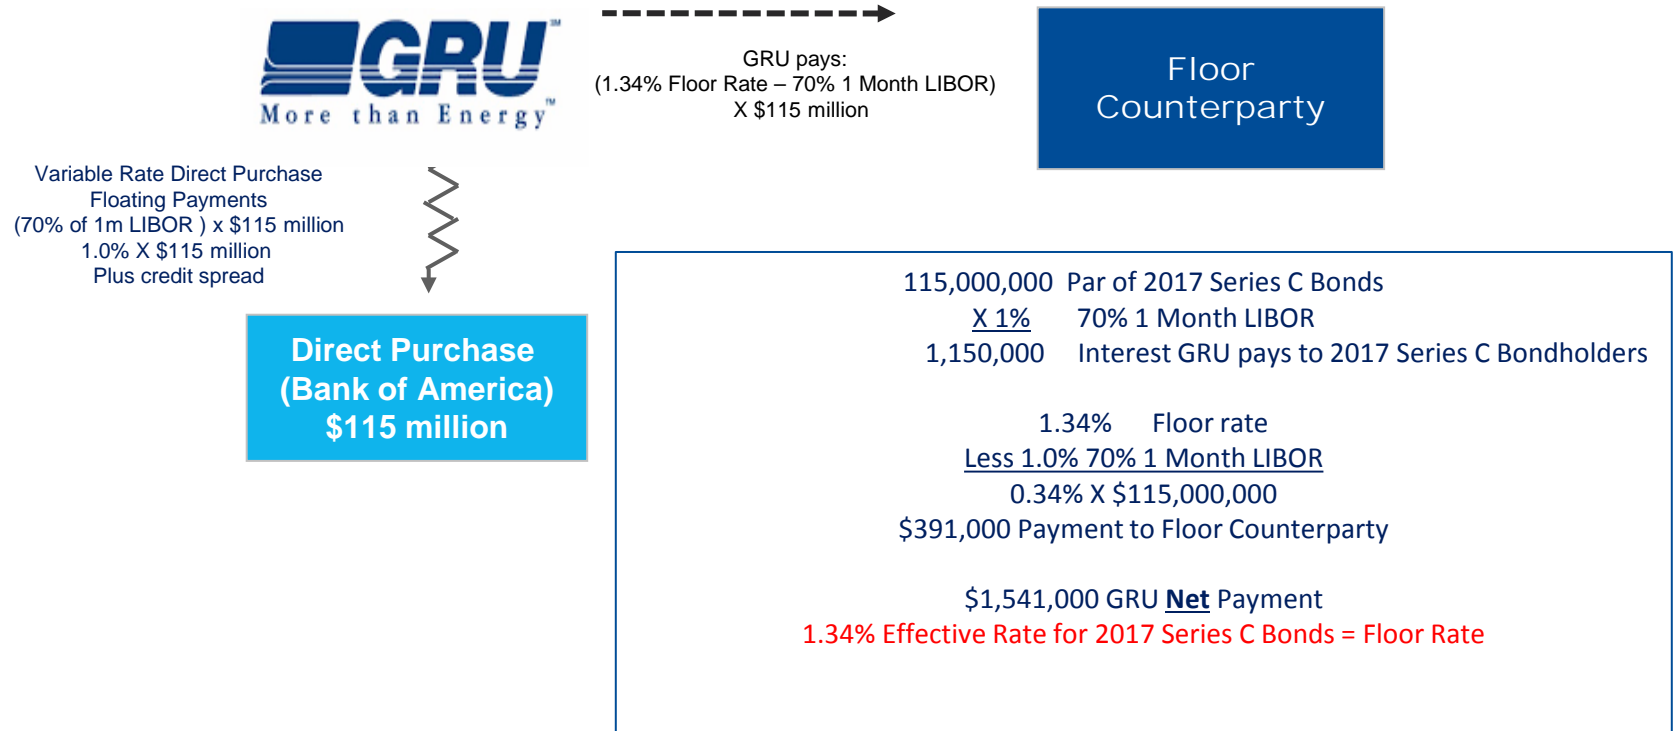 GRU℠
More than Energy™
GRU pays:
(1.34% Floor Rate – 70% 1 Month LIBOR)
X $115 million
Floor
Counterparty
Variable Rate Direct Purchase
Floating Payments
(70% of 1m LIBOR ) x $115 million
1.0% X $115 million
Plus credit spread
Direct Purchase
(Bank of America)
$115 million
115,000,000 Par of 2017 Series C Bonds
X 1% 70% 1 Month LIBOR
1,150,000 Interest GRU pays to 2017 Series C Bondholders
1.34% Floor rate
Less 1.0% 70% 1 Month LIBOR
0.34% X $115,000,000
$391,000 Payment to Floor Counterparty
$1,541,000 GRU Net Payment
1.34% Effective Rate for 2017 Series C Bonds = Floor Rate